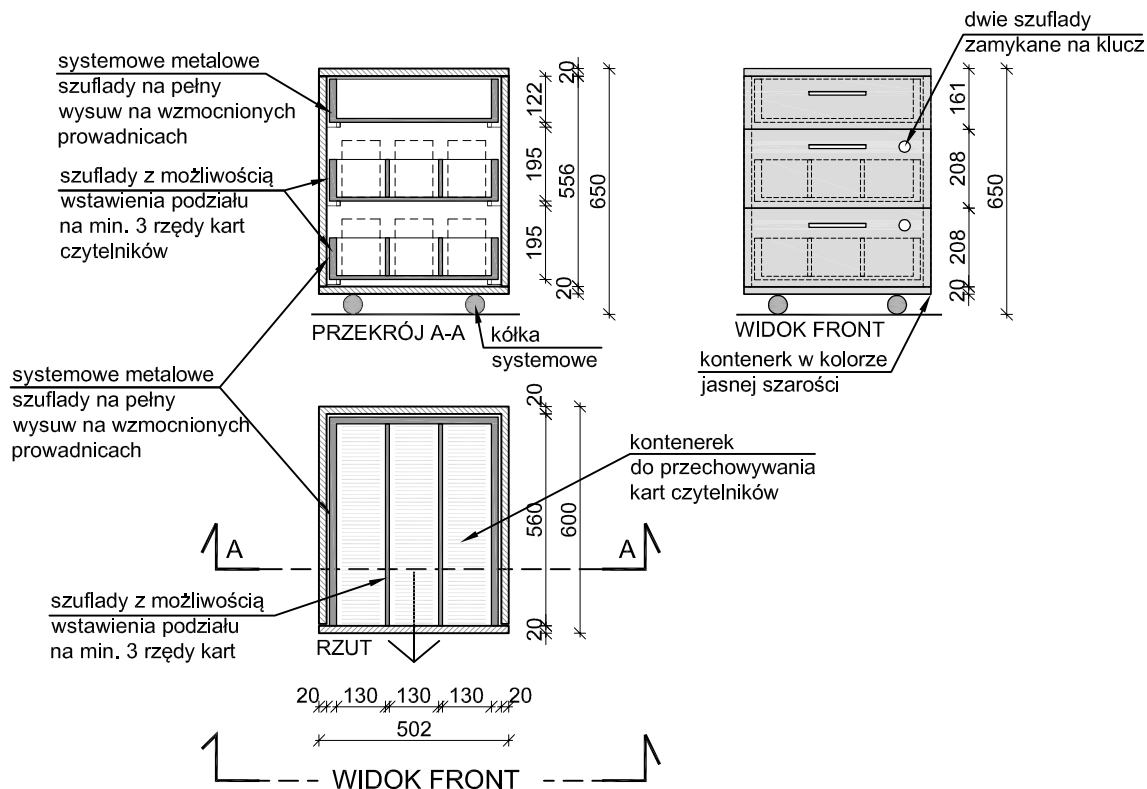 systemowe metalowe
szuflady na pełny
wysuw na wzmocnionych
prowadnicach
szuflady z możliwością
wstawienia podziału
na min. 3 rzędy kart
czytelników
20
122
195
195
20
556
650
PRZEKRÓJ A-A
kółka
systemowe
dwie szuflady
zamykane na klucz
161
208
208
20
650
WIDOK FRONT
kontenerk w kolorze
jasnej szarości
systemowe metalowe
szuflady na pełny
wysuw na wzmocnionych
prowadnicach
20
560
600
20
kontenerek
do przechowywania
kart czytelników
A
A
szuflady z możliwością
wstawienia podziału
na min. 3 rzędy kart
RZUT
20 130 130 130 20
502
WIDOK FRONT